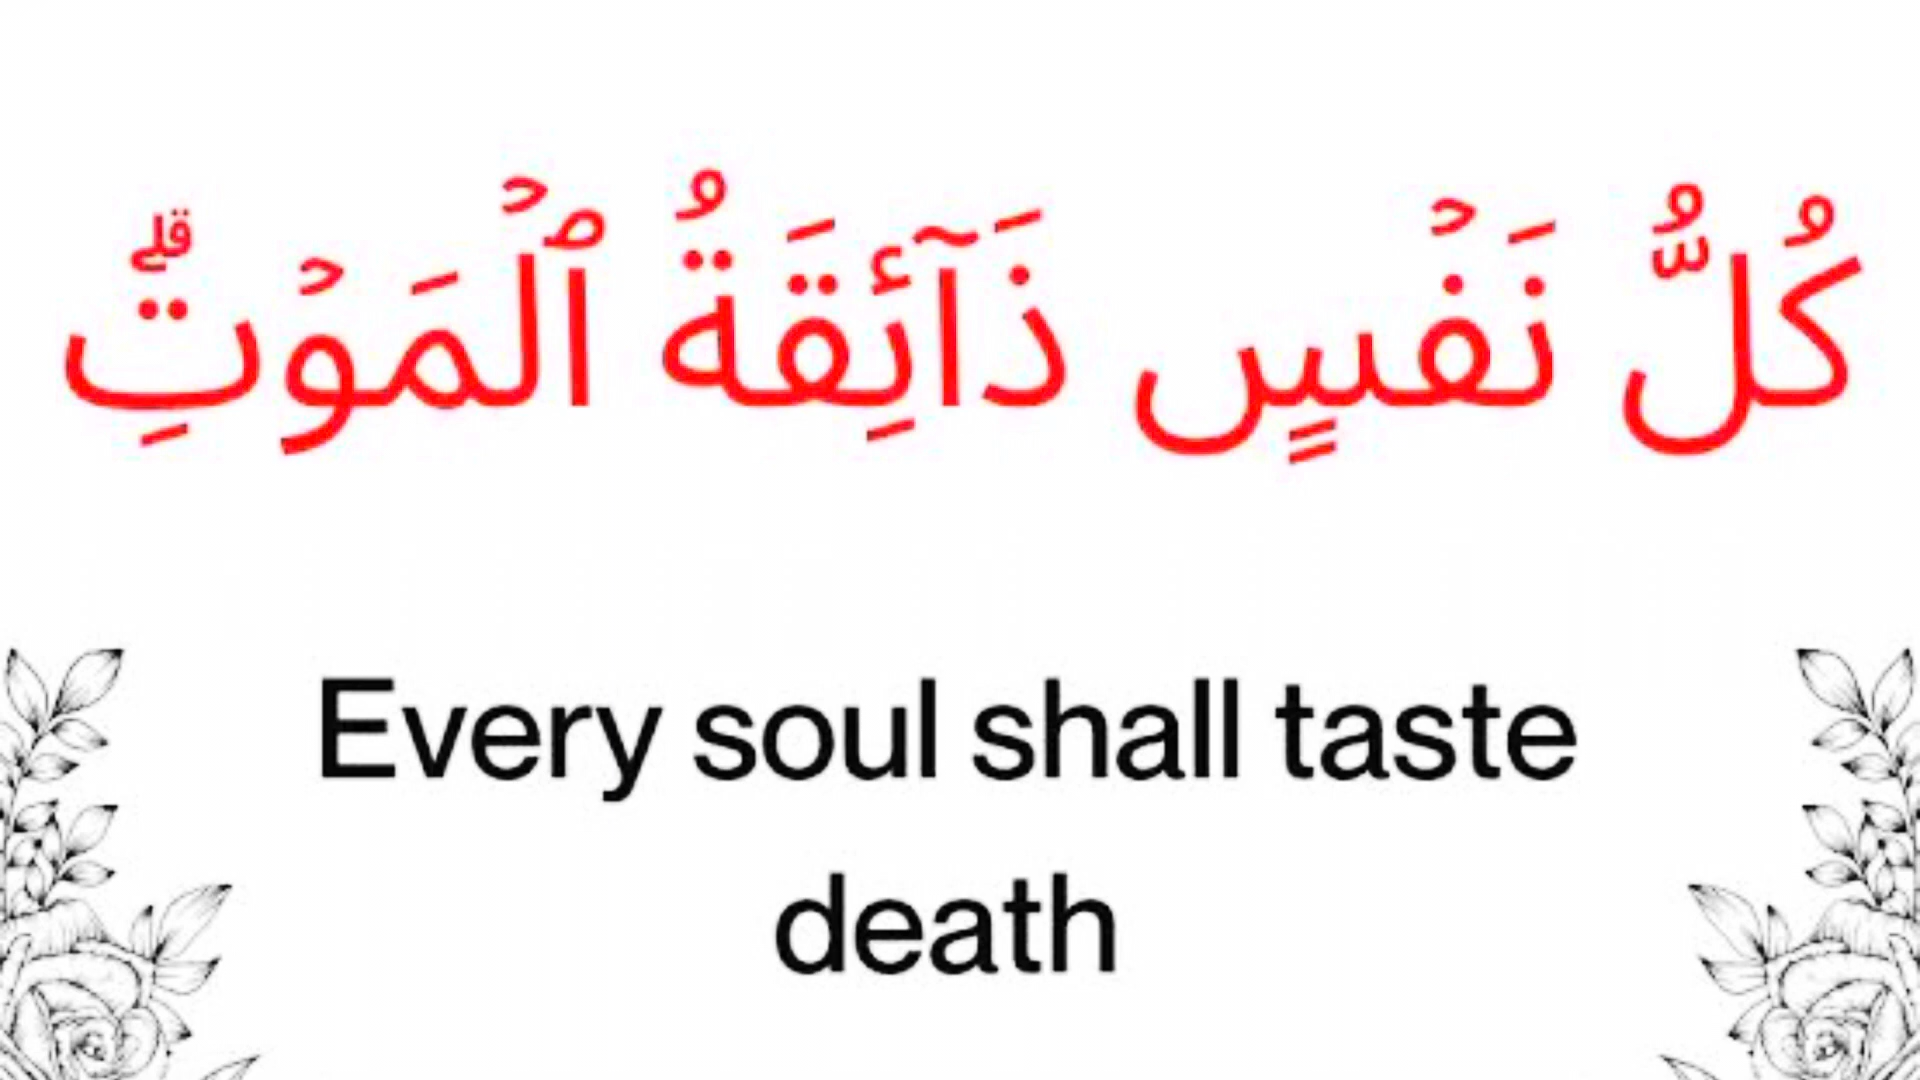 كُلُّ نَفۡسٍ ذَآئِقَةُ ٱلۡمَوۡتِۗ
Every soul shall taste
death